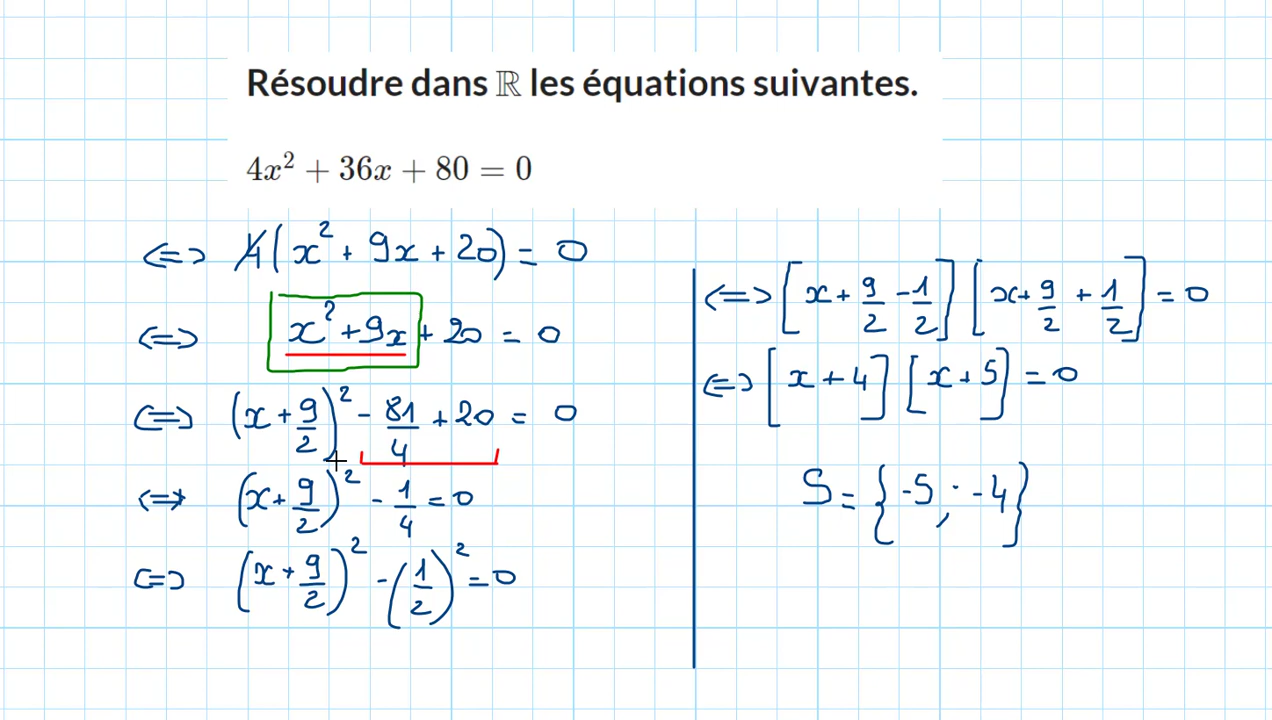 Résoudre dans ℝ les équations suivantes.
4x² + 36x + 80 = 0
<=> 4(x² + 9x + 20) = 0
<=> x² + 9x + 20 = 0
<=> (x + 9/2)² - 81/4 + 20 = 0
<=> (x + 9/2)² - 1/4 = 0
<=> (x + 9/2)² - (1/2)² = 0
<=> [x + 9/2 - 1/2] [x + 9/2 + 1/2] = 0
<=> [x + 4] [x + 5] = 0
S = {-5 ; -4}